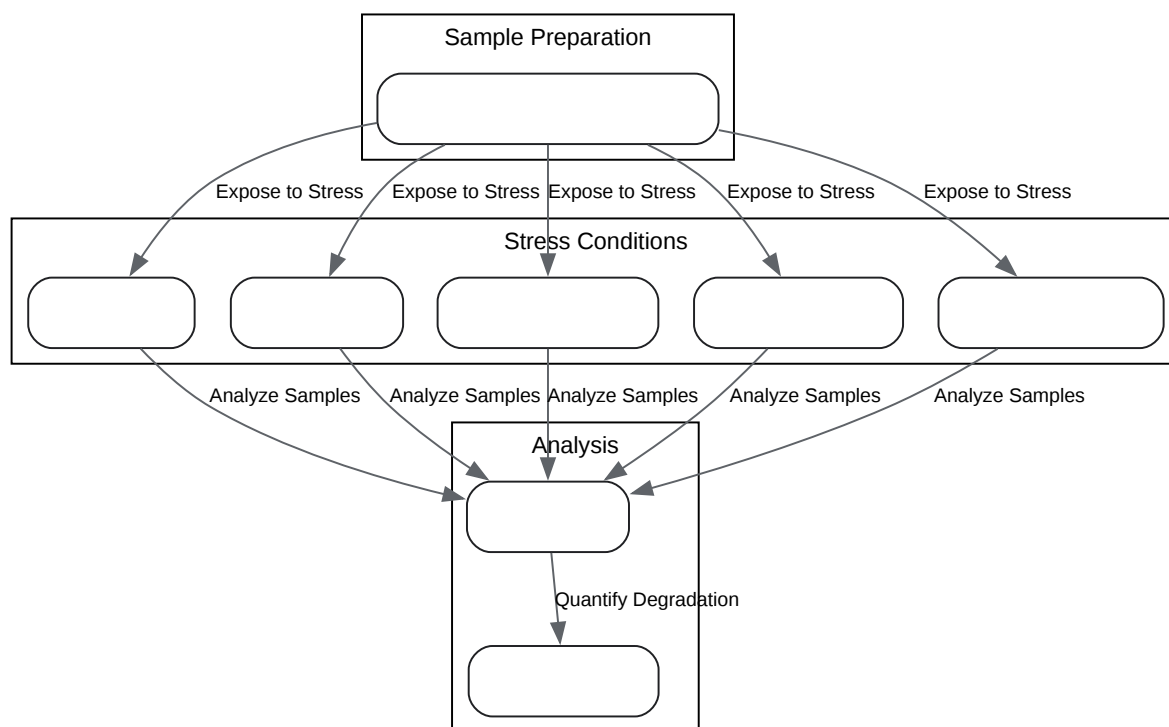 Sample Preparation
Expose to Stress Expose to Stress Expose to Stress Expose to Stress Expose to Stress
Stress Conditions
Analyze Samples Analyze Samples Analyze Samples Analyze Samples Analyze Samples
Analysis
Quantify Degradation